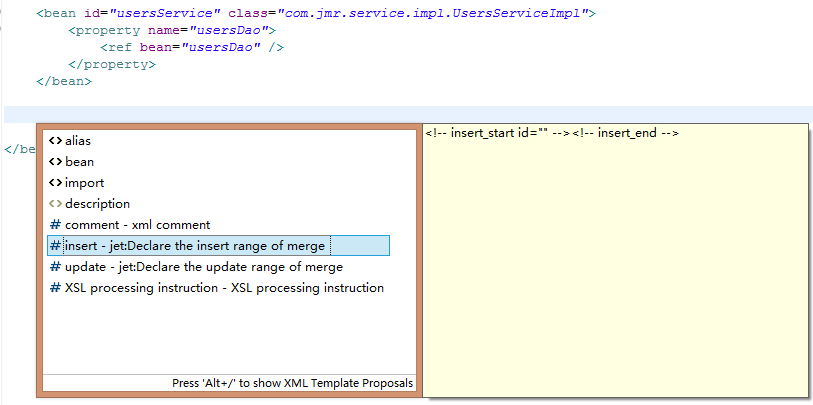 <bean id="usersService" class="com.jmr.service.impl.UsersServiceImpl">
<property name="usersDao">
<ref bean="usersDao" />
</property>
</bean>
</be
<> alias
<> bean
<> import
<> description
# comment - xml comment
# insert - jet:Declare the insert range of merge
# update - jet:Declare the update range of merge
# XSL processing instruction - XSL processing instruction
Press 'Alt+/' to show XML Template Proposals
<!-- insert_start id="" --><!-- insert_end -->